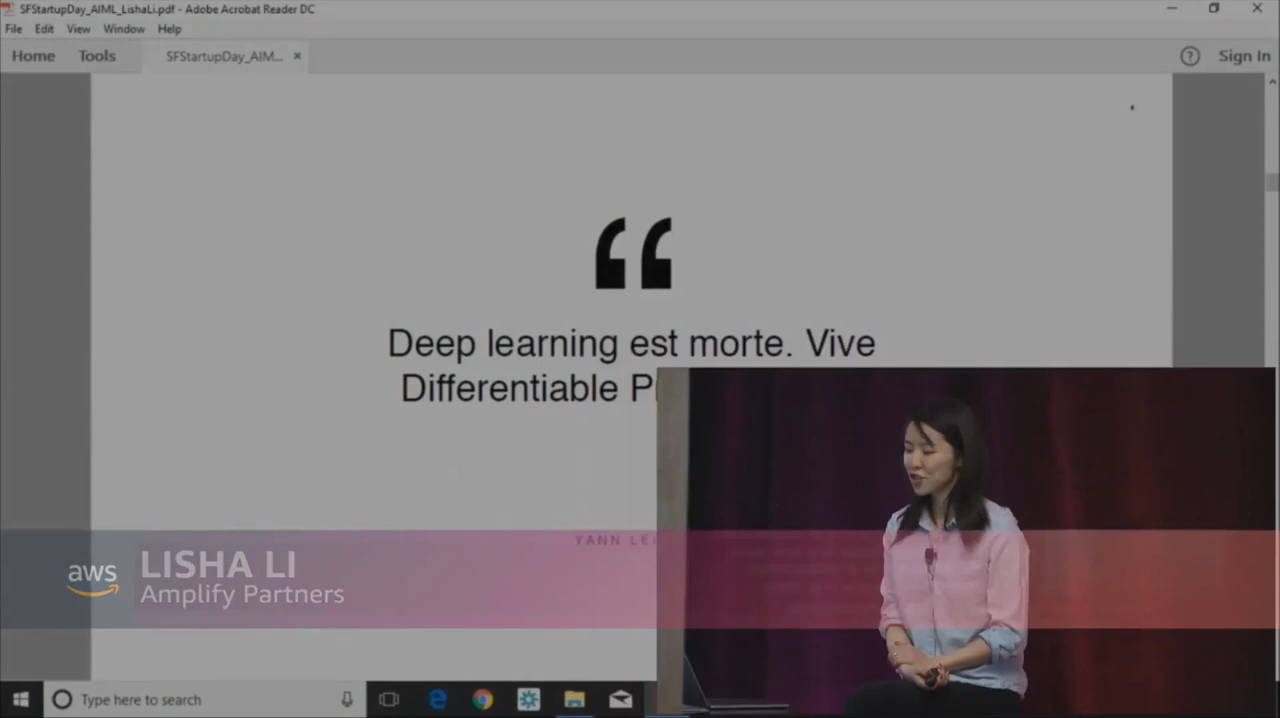 SFStartupDay_AIML_LishaLi.pdf - Adobe Acrobat Reader DC
File Edit View Window Help
Home Tools SFStartupDay_AIM... × ? Sign In
“
Deep learning est morte. Vive
Differentiable
YANN
aws
LISHA LI
Amplify Partners
Type here to search